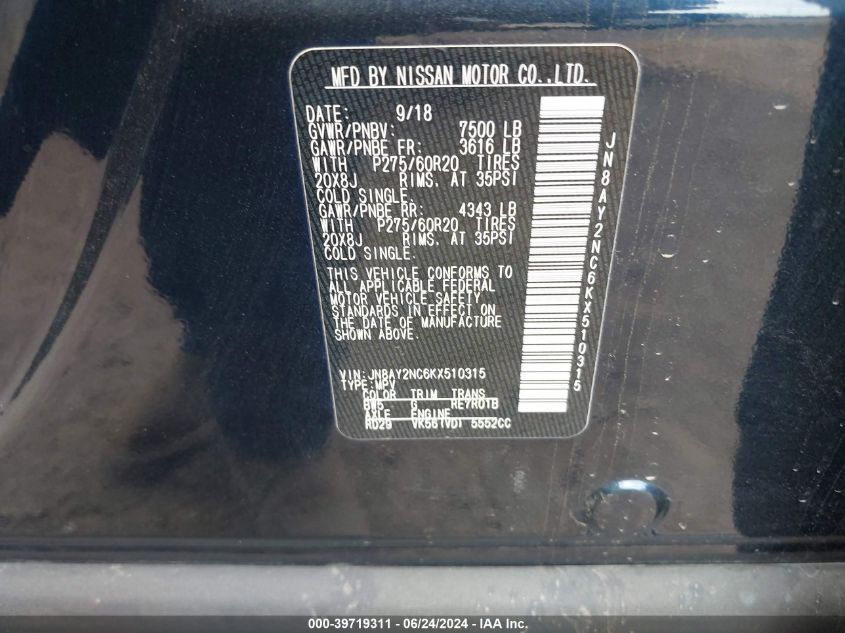 MFD BY NISSAN MOTOR CO.,LTD.
DATE: 9/18
GVWR/PNBV: 7500 LB
GAWR/PNBE FR: 3616 LB
WITH P275/60R20 TIRES
20X8J RIMS. AT 35PSI
COLD SINGLE.
GAWR/PNBE RR: 4343 LB
WITH P275/60R20 TIRES
20X8J RIMS. AT 35PSI
COLD SINGLE.
THIS VEHICLE CONFORMS TO
ALL APPLICABLE FEDERAL
MOTOR VEHICLE SAFETY
STANDARDS IN EFFECT ON
THE DATE OF MANUFACTURE
SHOWN ABOVE.
VIN:JN8AY2NC6KX510315
TYPE:MPV
COLOR TRIM TRANS
BW5 G RE7R01B
AXLE ENGINE
RD29 VK56(VD) 5552CC
JN8AY2NC6KX510315
000-39719311 - 06/24/2024 - IAA Inc.